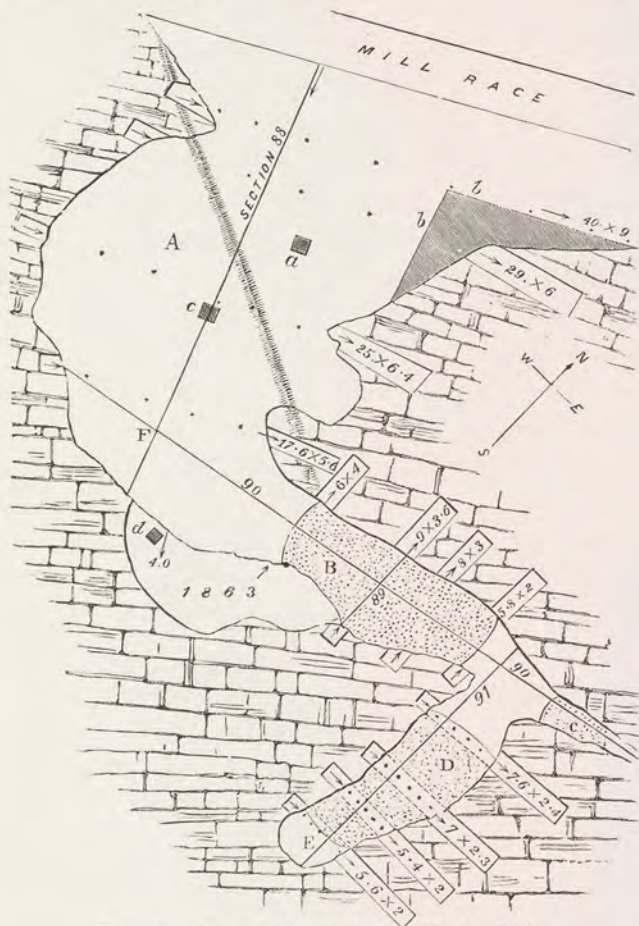 MILL RACE
SECTION 88
l
40·×9
b
A
a
29.×6
c
N
W
E
S
25×6·4
F
17·6×5·6
6×4
90
9×3·6
d
8×3
4.0
B
5·8×2
1863
89
90
91
C
D
7·6×2·4
7×2·3
E
5·4×2
5·6×2